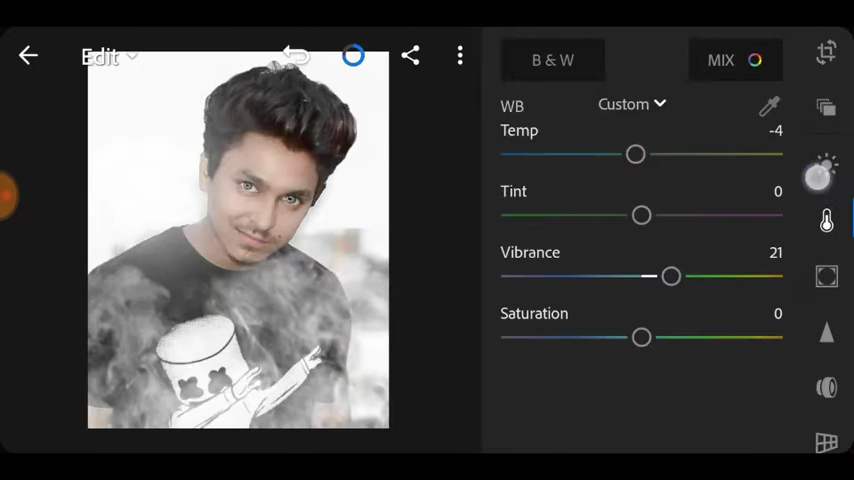 Edit
B & W
MIX
WB
Custom
Temp
-4
Tint
0
Vibrance
21
Saturation
0